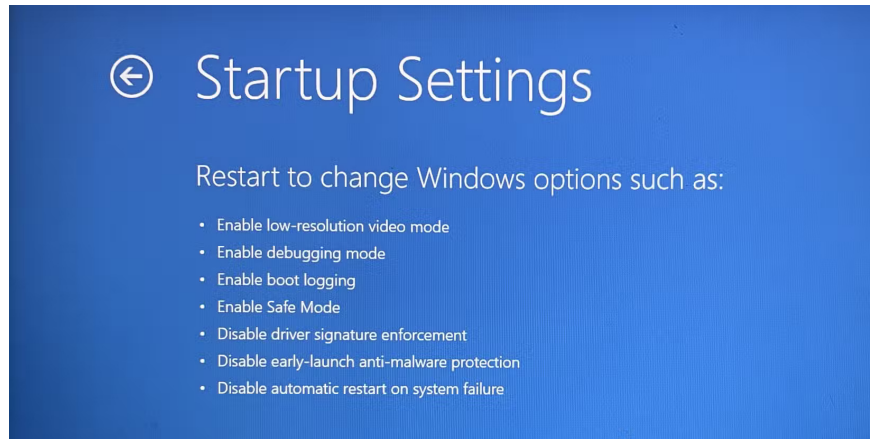 Startup Settings
Restart to change Windows options such as:
• Enable low-resolution video mode
• Enable debugging mode
• Enable boot logging
• Enable Safe Mode
• Disable driver signature enforcement
• Disable early-launch anti-malware protection
• Disable automatic restart on system failure